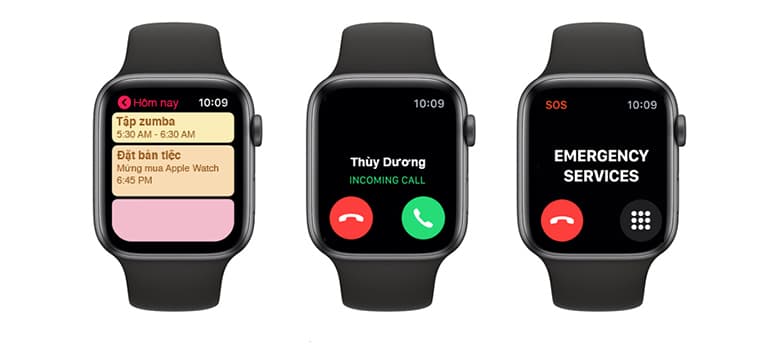 Hôm nay 10:09
Tập zumba
5:30 AM - 6:30 AM
Đặt bàn tiệc
Mừng mua Apple Watch
6:45 PM
10:09
Thùy Dương
INCOMING CALL
SOS 10:09
EMERGENCY
SERVICES